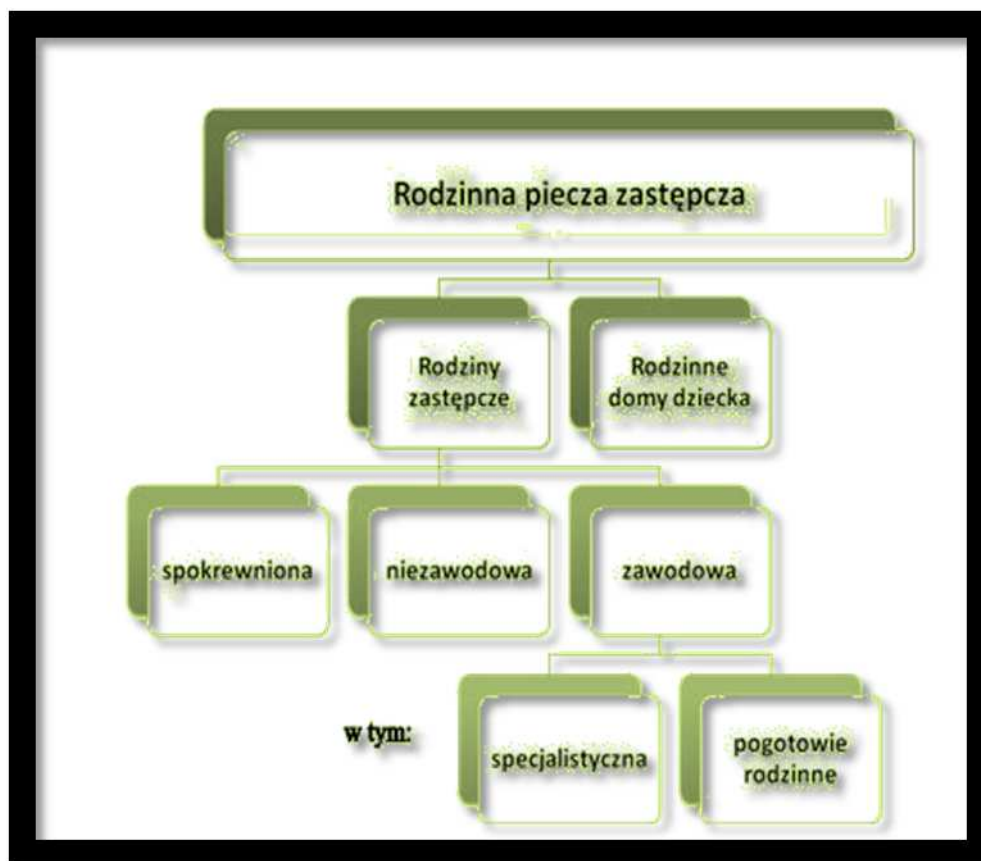 Rodzinna piecza zastępcza
Rodziny
zastępcze
Rodzinne
domy dziecka
spokrewniona
niezawodowa
zawodowa
w tym:
specjalistyczna
pogotowie
rodzinne